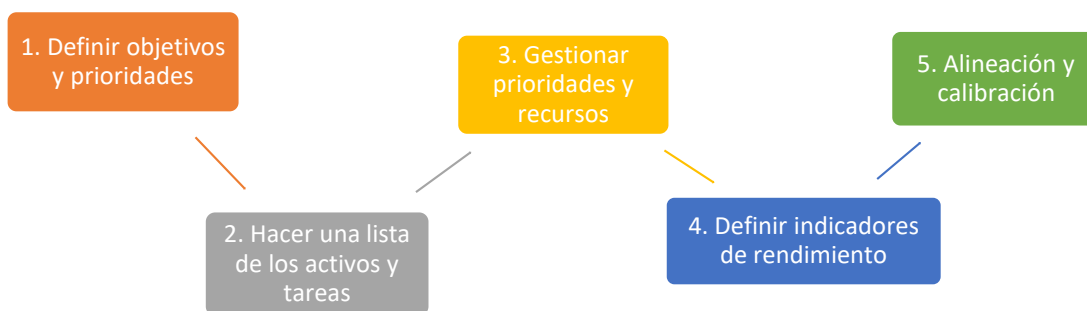 1. Definir objetivos
y prioridades
2. Hacer una lista
de los activos y
tareas
3. Gestionar
prioridades y
recursos
4. Definir indicadores
de rendimiento
5. Alineación y
calibración